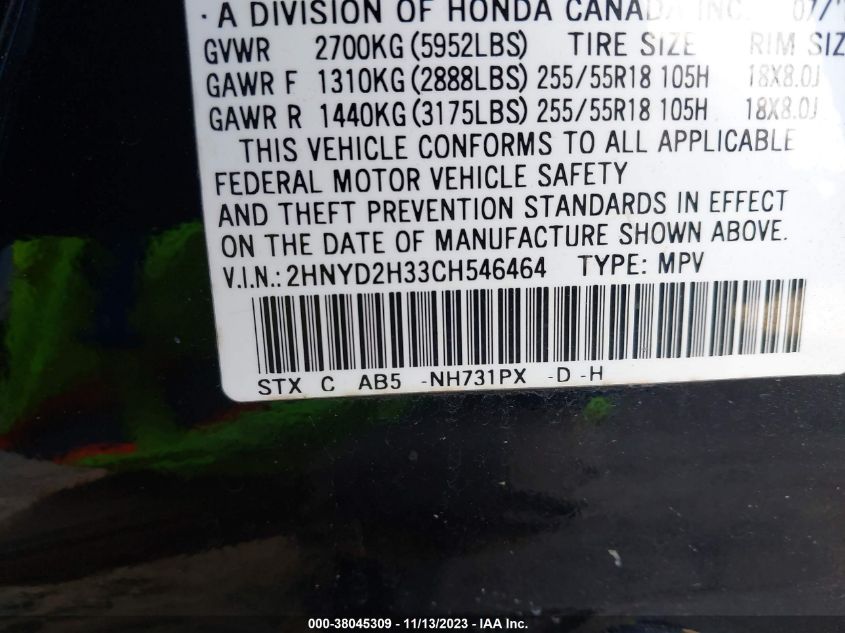 · A DIVISION OF HONDA CANADA INC. 07/
GVWR 2700KG (5952LBS) TIRE SIZE RIM SIZ
GAWR F 1310KG (2888LBS) 255/55R18 105H 18X8.0J
GAWR R 1440KG (3175LBS) 255/55R18 105H 18X8.0J
THIS VEHICLE CONFORMS TO ALL APPLICABLE
FEDERAL MOTOR VEHICLE SAFETY
AND THEFT PREVENTION STANDARDS IN EFFECT
ON THE DATE OF MANUFACTURE SHOWN ABOVE.
V.I.N.: 2HNYD2H33CH546464 TYPE: MPV
STX C AB5 -NH731PX -D -H
000-38045309 - 11/13/2023 - IAA Inc.